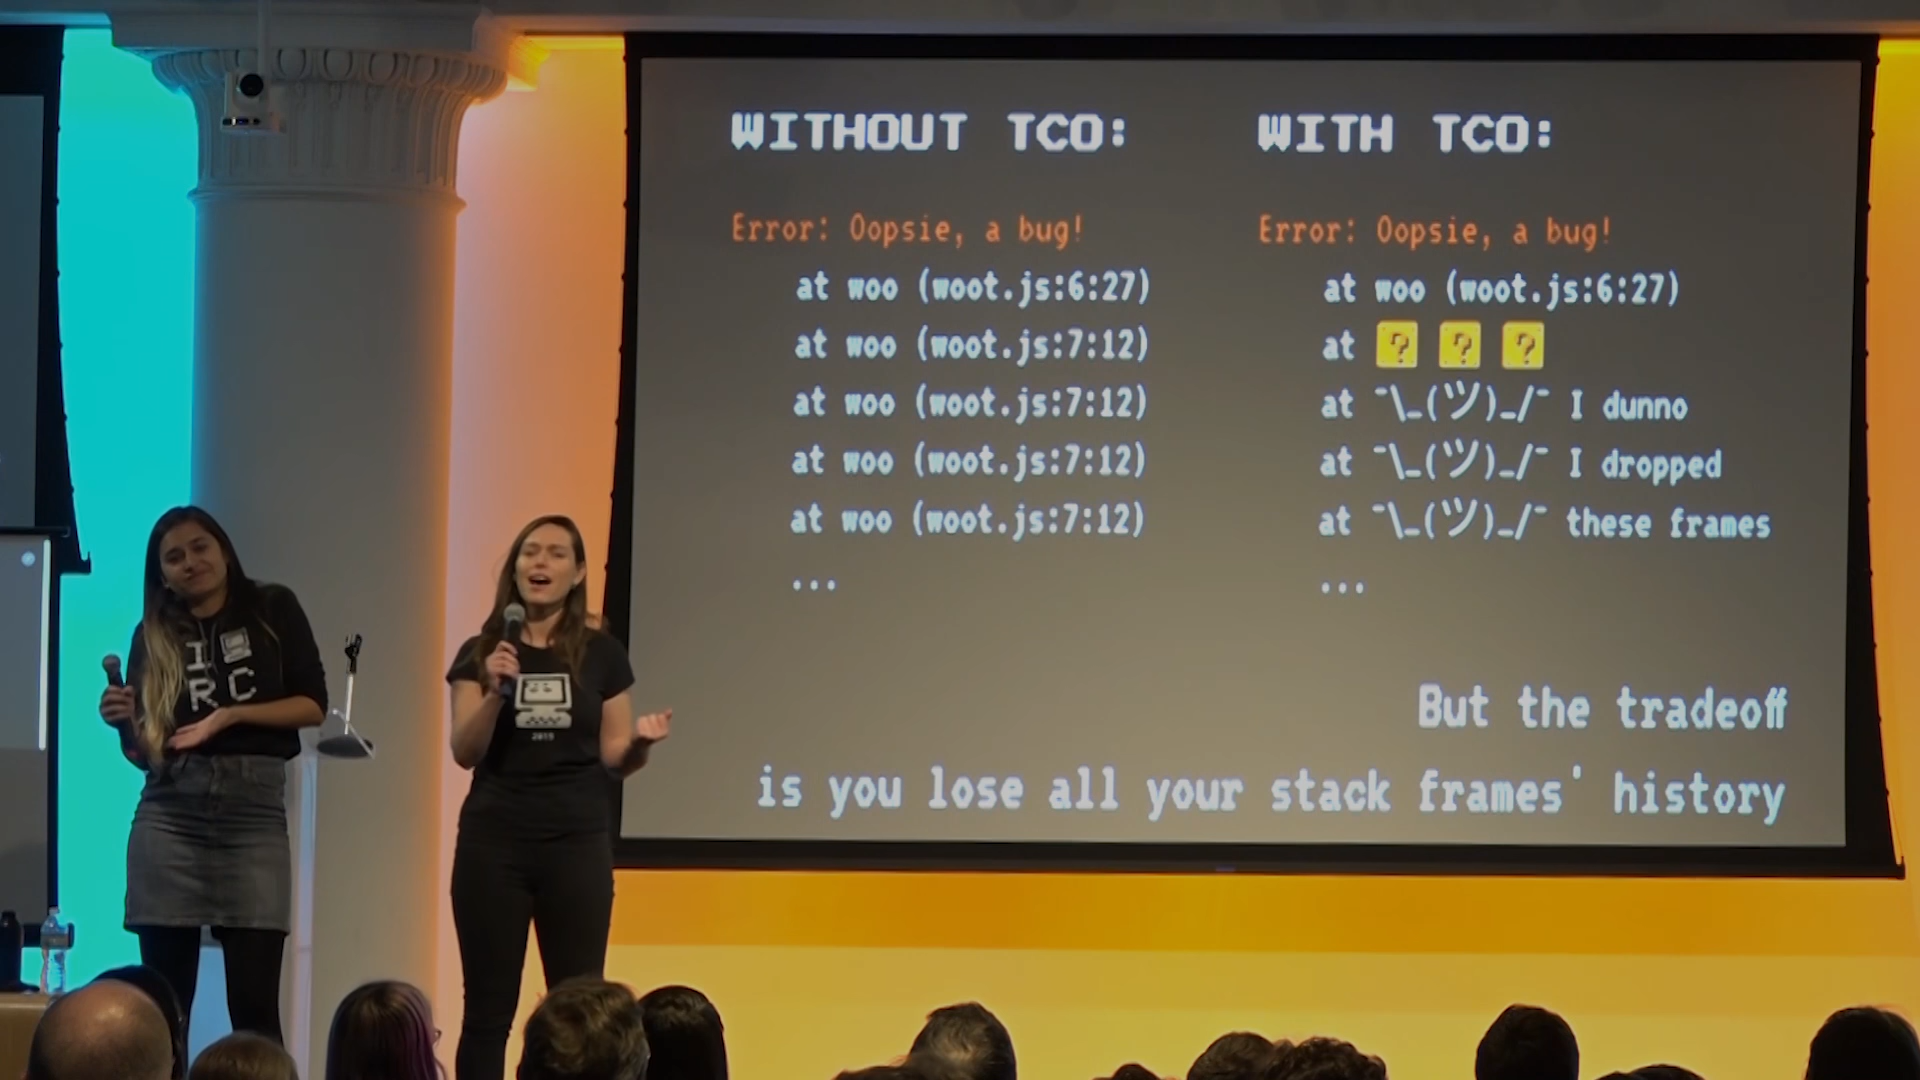 WITHOUT TCO:
Error: Oopsie, a bug!
at woo (woot.js:6:27)
at woo (woot.js:7:12)
at woo (woot.js:7:12)
at woo (woot.js:7:12)
at woo (woot.js:7:12)
...
WITH TCO:
Error: Oopsie, a bug!
at woo (woot.js:6:27)
at ? ? ?
at ¯\_(ツ)_/¯ I dunno
at ¯\_(ツ)_/¯ I dropped
at ¯\_(ツ)_/¯ these frames
...
But the tradeoff
is you lose all your stack frames' history
I
RC
2019